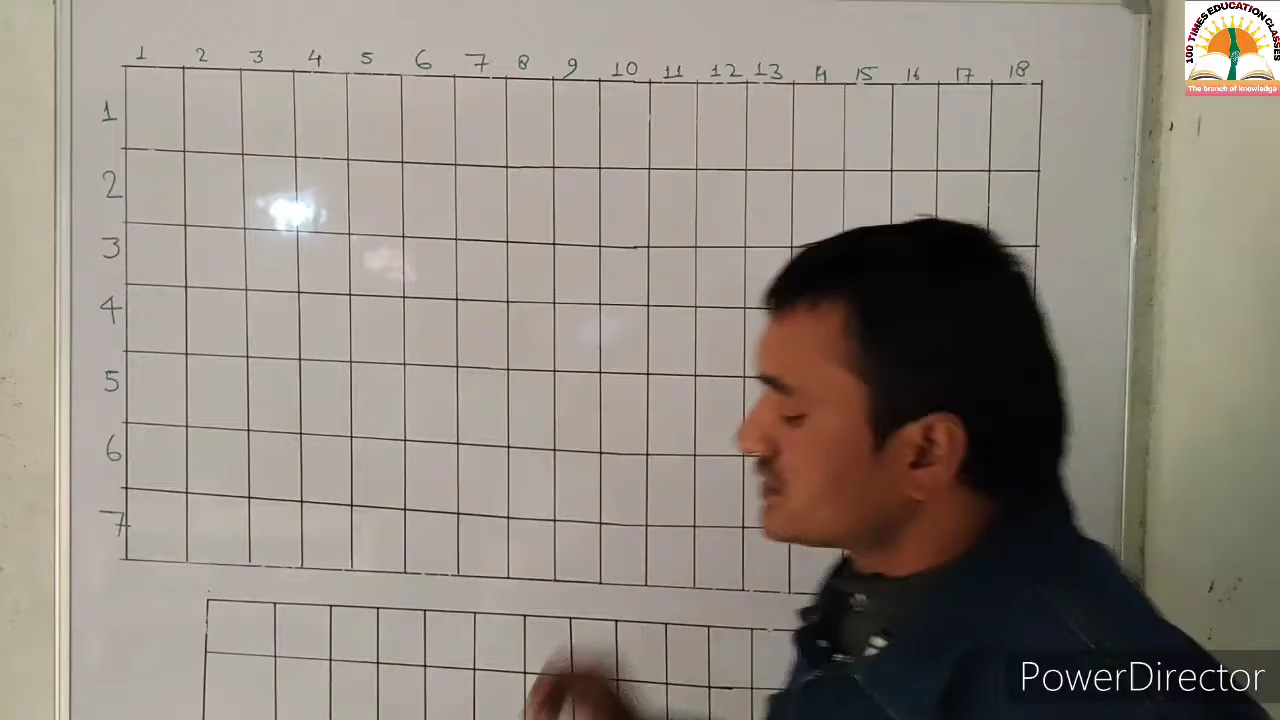 1 2 3 4 5 6 7 8 9 10 11 12 13 14 15 16 17 18
1
2
3
4
5
6
7
100 TIMES EDUCATION CLASSES
The branch of knowledge
PowerDirector